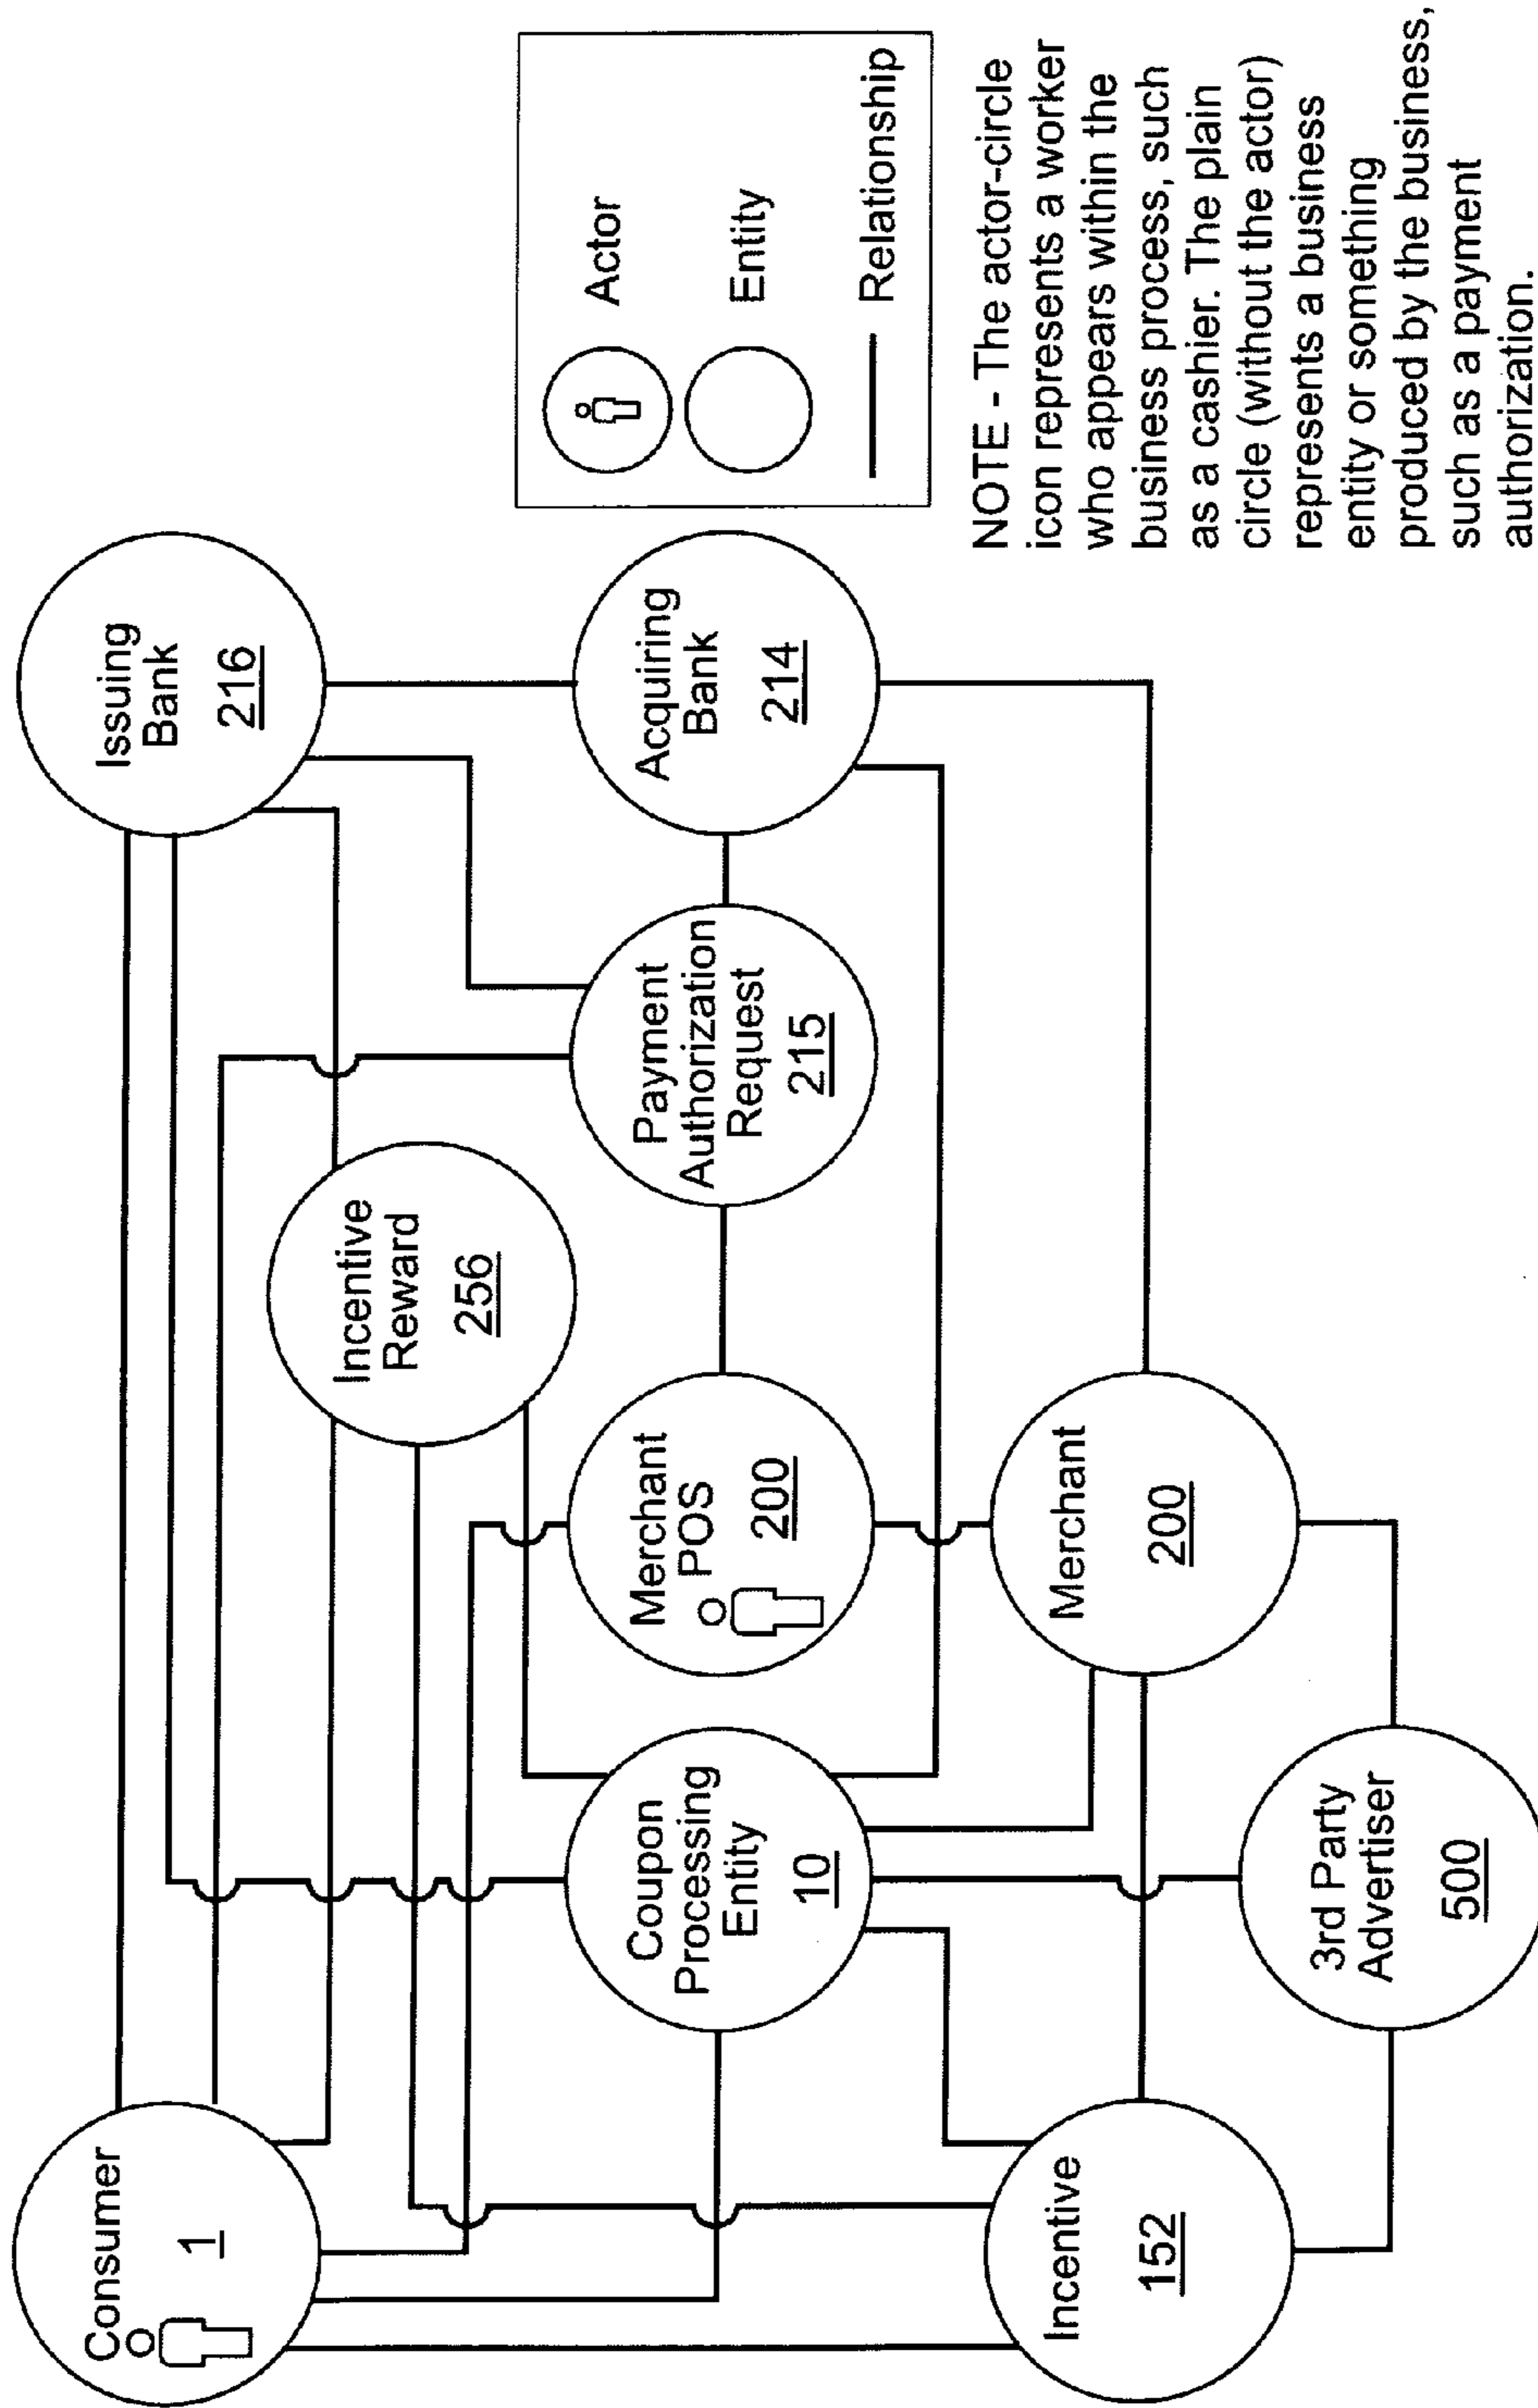 Consumer
1
Issuing
Bank
216
Incentive
Reward
256
Coupon
Processing
Entity
10
Merchant
POS
200
Payment
Authorization
Request
215
Acquiring
Bank
214
Incentive
152
Merchant
200
3rd Party
Advertiser
500
Actor
Entity
Relationship
NOTE - The actor-circle
icon represents a worker
who appears within the
business process, such
as a cashier. The plain
circle (without the actor)
represents a business
entity or something
produced by the business,
such as a payment
authorization.